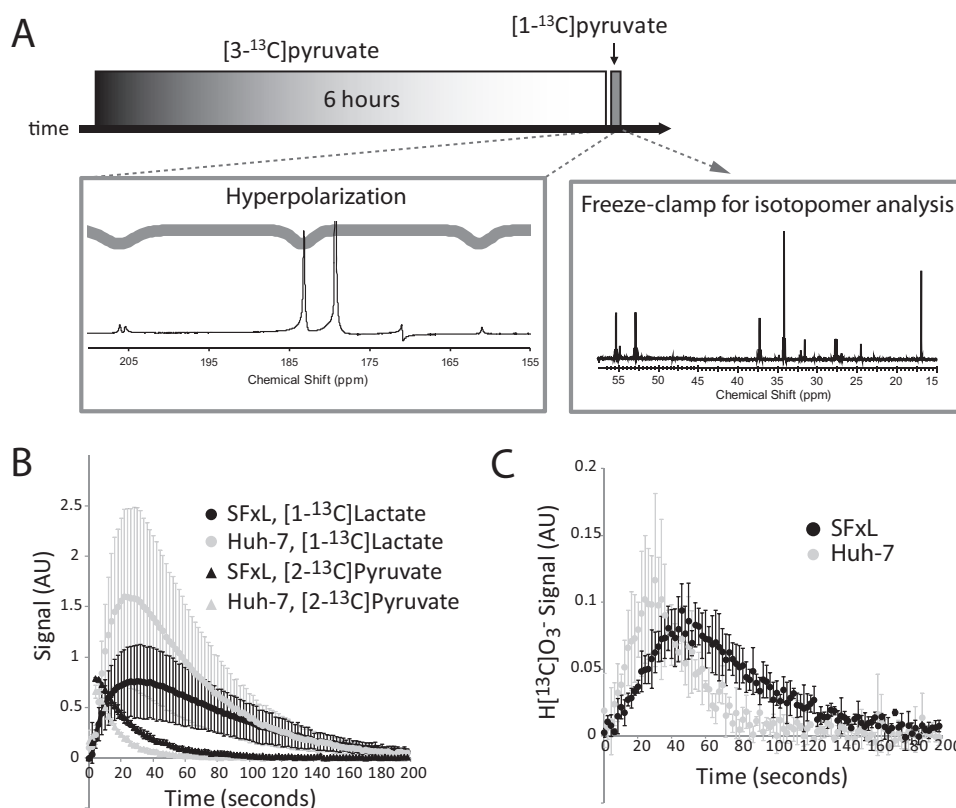 A
[3-¹³C]pyruvate
[1-¹³C]pyruvate
6 hours
time
Hyperpolarization
205 195 185 175 165 155
Chemical Shift (ppm)
Freeze-clamp for isotopomer analysis
55 50 45 40 35 30 25 20 15
Chemical Shift (ppm)
B
Signal (AU)
2.5
2
1.5
1
0.5
0
SFxL, [1-¹³C]Lactate
Huh-7, [1-¹³C]Lactate
SFxL, [2-¹³C]Pyruvate
Huh-7, [2-¹³C]Pyruvate
0 20 40 60 80 100 120 140 160 180 200
Time (seconds)
C
H[¹³C]O₃⁻ Signal (AU)
0.2
0.15
0.1
0.05
0
SFxL
Huh-7
0 20 40 60 80 100 120 140 160 180 200
Time (seconds)